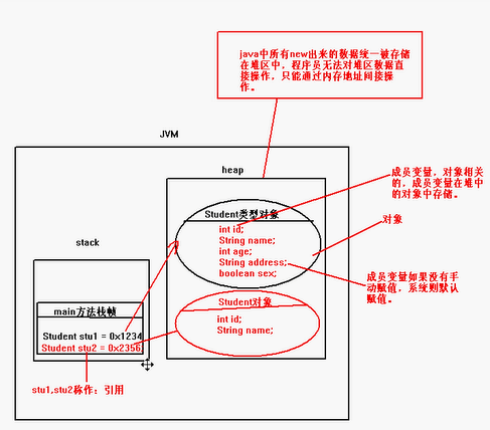 java中所有new出来的数据统一被存储
在堆区中，程序员无法对堆区数据直
接操作，只能通过内存地址间接操
作。
JVM
heap
成员变量，对象相关
的，成员变量在堆中
的对象中存储。
Student类型对象
int id;
String name;
int age;
String address;
boolean sex;
对象
stack
成员变量如果没有手
动赋值，系统则默认
赋值。
main方法栈帧
Student stu1 = 0x1234
Student stu2 = 0x2356
Student对象
int id;
String name;
stu1,stu2称作：引用